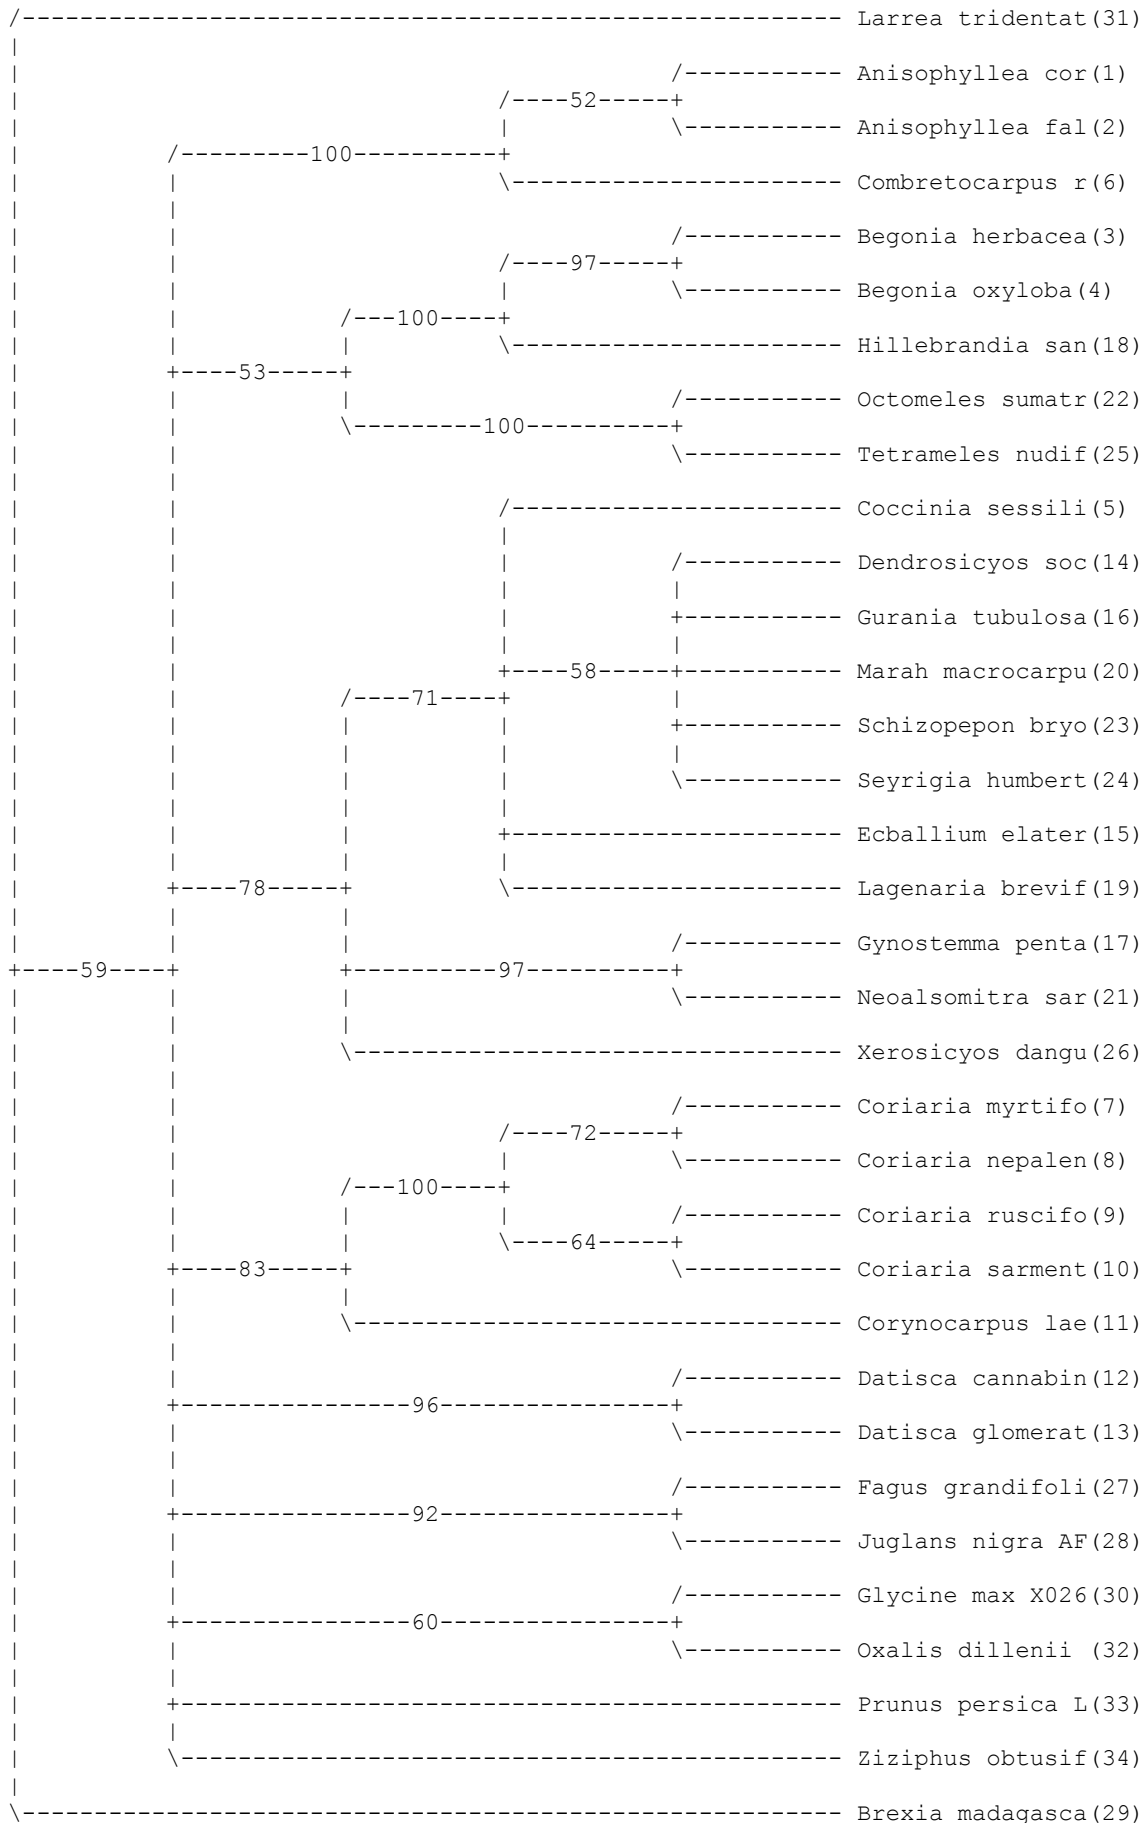 /--------------------------------------------------------- Larrea tridentat(31)
/----------- Anisophyllea cor(1)
/----52-----+
\----------- Anisophyllea fal(2)
/---------100----------+
\----------------------- Combretocarpus r(6)
/----------- Begonia herbacea(3)
/----97-----+
\----------- Begonia oxyloba(4)
/---100----+
\----------------------- Hillebrandia san(18)
+----53-----+
/----------- Octomeles sumatr(22)
\---------100----------+
\----------- Tetrameles nudif(25)
/----------------------- Coccinia sessili(5)
/----------- Dendrosicyos soc(14)
+----------- Gurania tubulosa(16)
+----58-----+----------- Marah macrocarpu(20)
/----71----+
+----------- Schizopepon bryo(23)
\----------- Seyrigia humbert(24)
+----------------------- Ecballium elater(15)
+----78-----+ \----------------------- Lagenaria brevif(19)
/----------- Gynostemma penta(17)
+----59----+ +----------97----------+
\----------- Neoalsomitra sar(21)
\---------------------------------- Xerosicyos dangu(26)
/----------- Coriaria myrtifo(7)
/----72-----+
\----------- Coriaria nepalen(8)
/---100----+
/----------- Coriaria ruscifo(9)
\----64-----+
+----83-----+ \----------- Coriaria sarment(10)
\---------------------------------- Corynocarpus lae(11)
/----------- Datisca cannabin(12)
+----------------96----------------+
\----------- Datisca glomerat(13)
/----------- Fagus grandifoli(27)
+----------------92----------------+
\----------- Juglans nigra AF(28)
/----------- Glycine max X026(30)
+----------------60----------------+
\----------- Oxalis dillenii (32)
+---------------------------------------------- Prunus persica L(33)
\---------------------------------------------- Ziziphus obtusif(34)
\--------------------------------------------------------- Brexia madagasca(29)